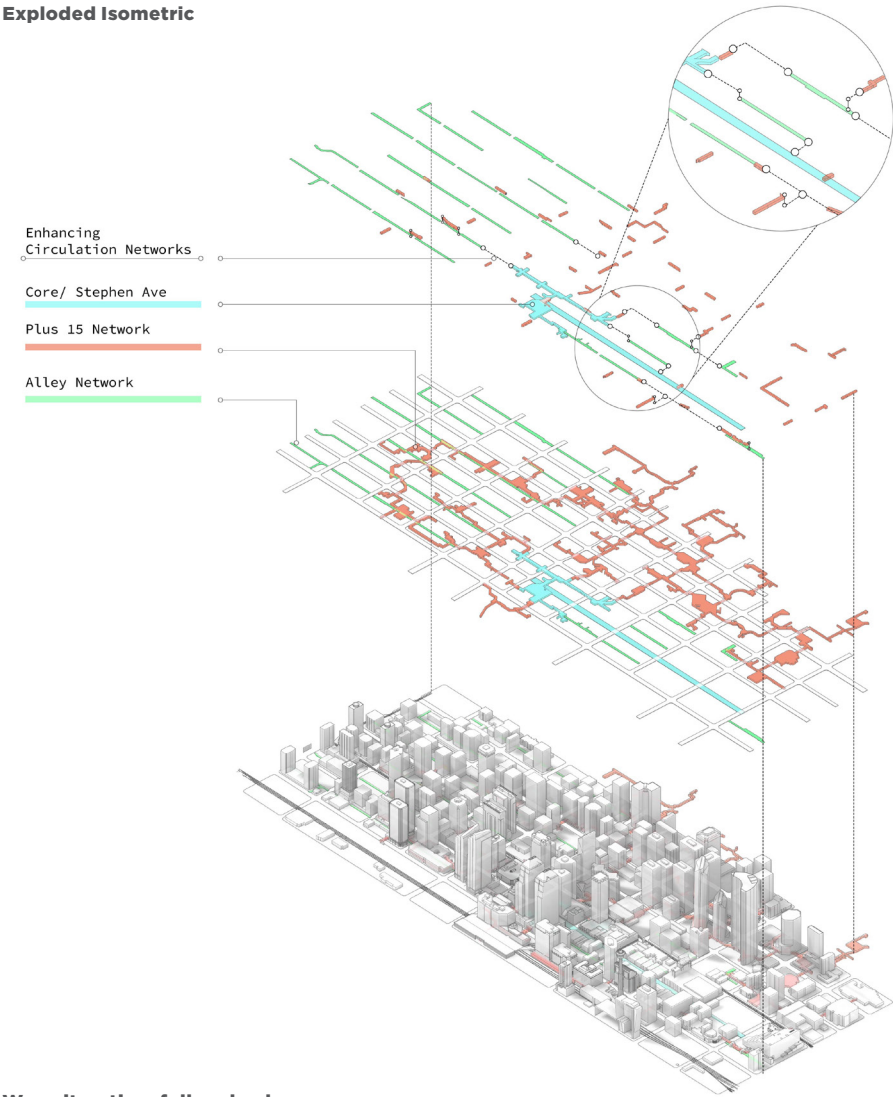 Exploded Isometric
Enhancing
Circulation Networks
Core/ Stephen Ave
Plus 15 Network
Alley Network